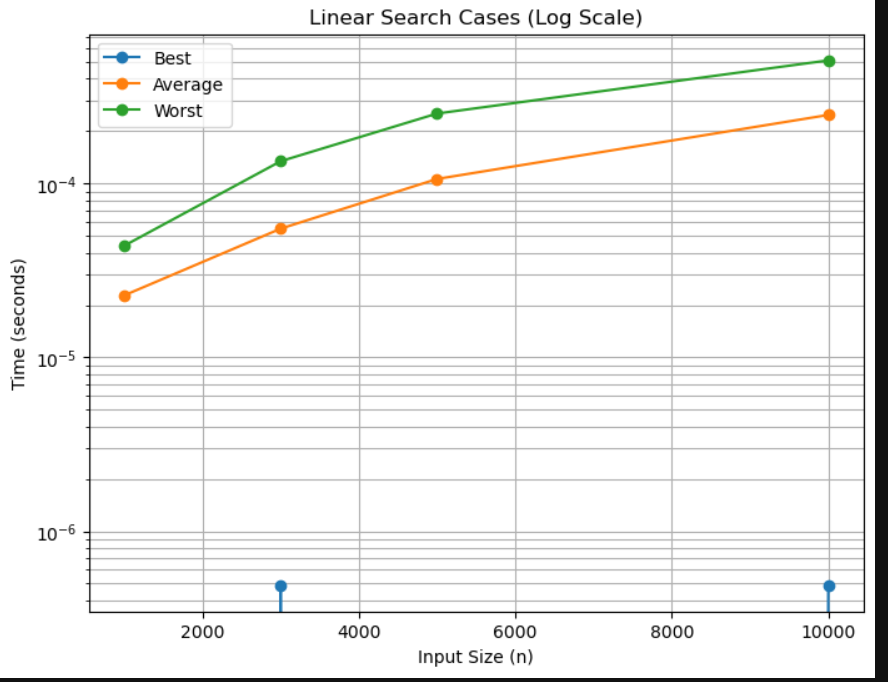 Linear Search Cases (Log Scale)
Best
Average
Worst
10⁻⁴
10⁻⁵
10⁻⁶
Time (seconds)
2000 4000 6000 8000 10000
Input Size (n)